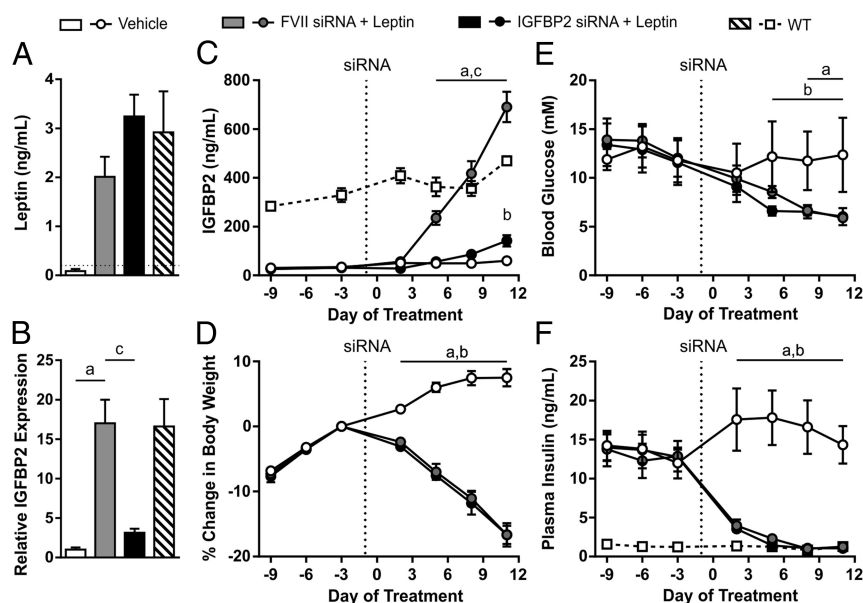 Vehicle FVII siRNA + Leptin IGFBP2 siRNA + Leptin WT
A
Leptin (ng/mL)
4
3
2
1
0
B
Relative IGFBP2 Expression
25
20
15
10
5
0
a
c
C
siRNA
a,c
IGFBP2 (ng/mL)
800
600
400
200
0
b
-9 -6 -3 0 3 6 9 12
Day of Treatment
D
siRNA
a,b
% Change in Body Weight
10
0
-10
-20
-9 -6 -3 0 3 6 9 12
Day of Treatment
E
siRNA
a
b
Blood Glucose (mM)
20
15
10
5
0
-9 -6 -3 0 3 6 9 12
Day of Treatment
F
siRNA
a,b
Plasma Insulin (ng/mL)
25
20
15
10
5
0
-9 -6 -3 0 3 6 9 12
Day of Treatment